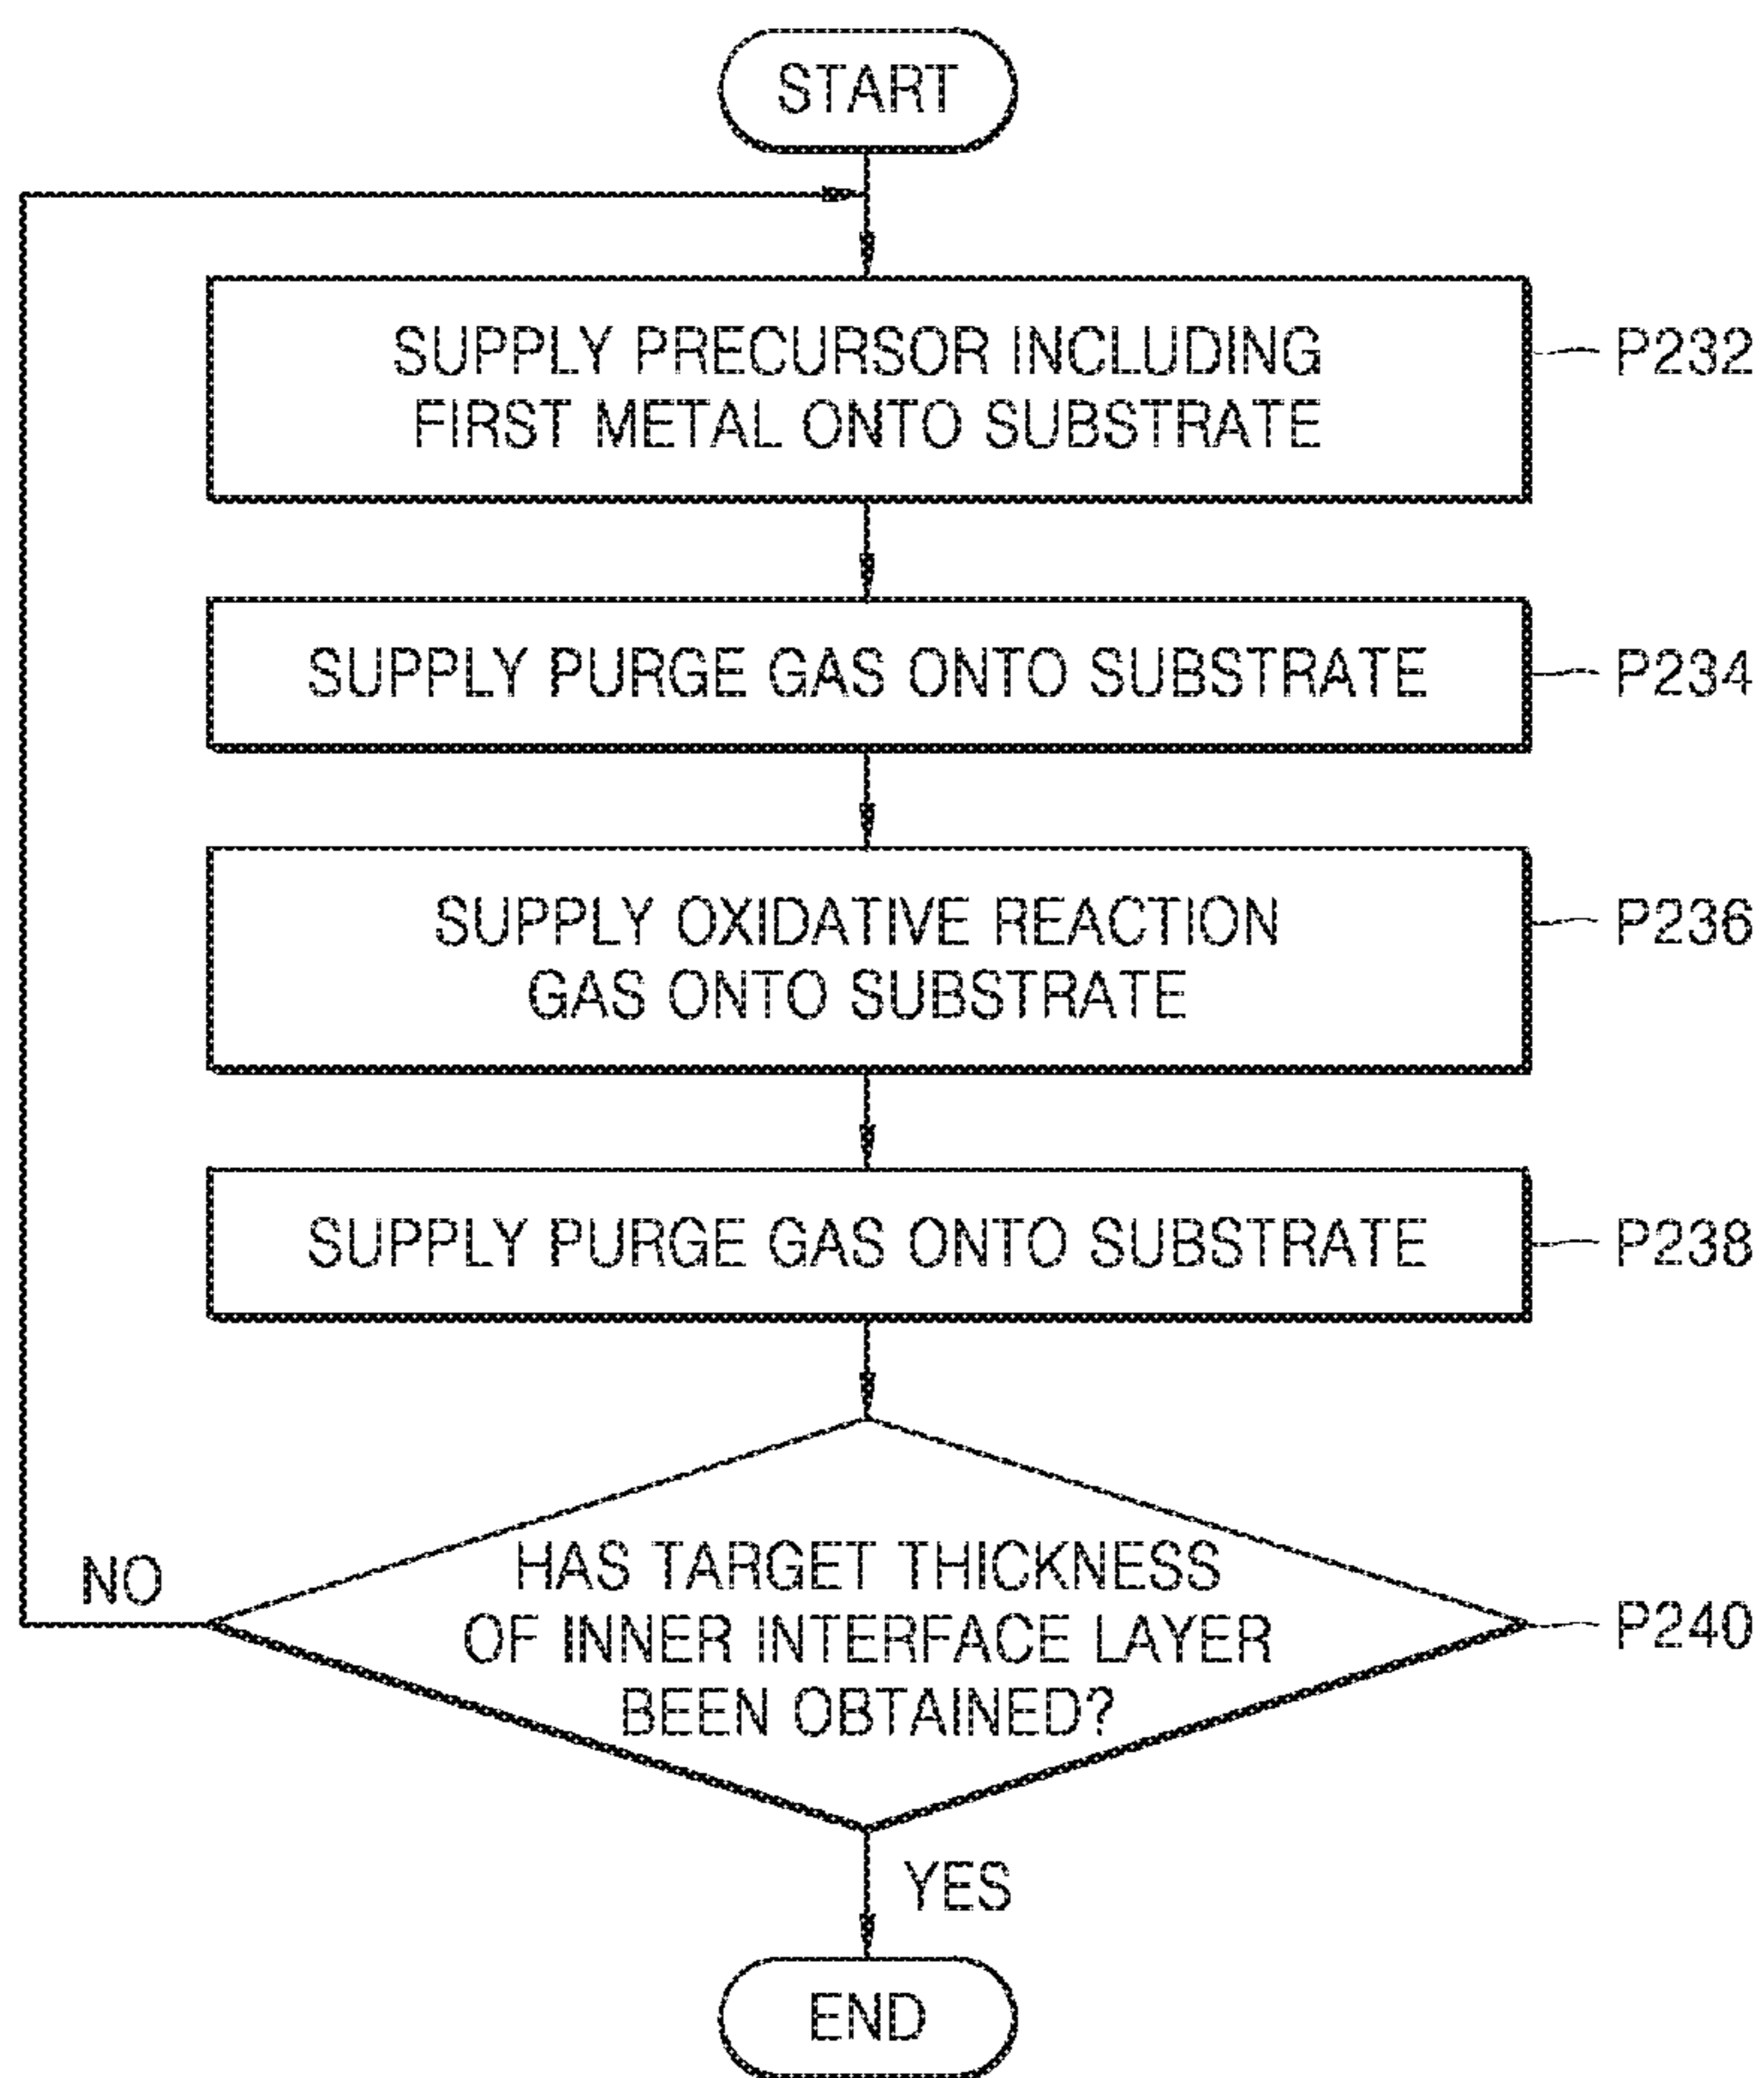 START
SUPPLY PRECURSOR INCLUDING
FIRST METAL ONTO SUBSTRATE
P232
SUPPLY PURGE GAS ONTO SUBSTRATE
P234
SUPPLY OXIDATIVE REACTION
GAS ONTO SUBSTRATE
P236
SUPPLY PURGE GAS ONTO SUBSTRATE
P238
HAS TARGET THICKNESS
OF INNER INTERFACE LAYER
BEEN OBTAINED?
P240
NO
YES
END